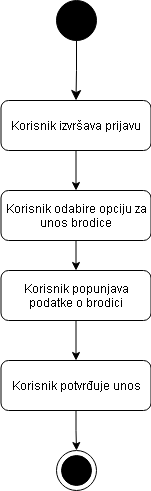 Korisnik izvršava prijavu
Korisnik odabire opciju za
unos brodice
Korisnik popunjava
podatke o brodici
Korisnik potvrđuje unos